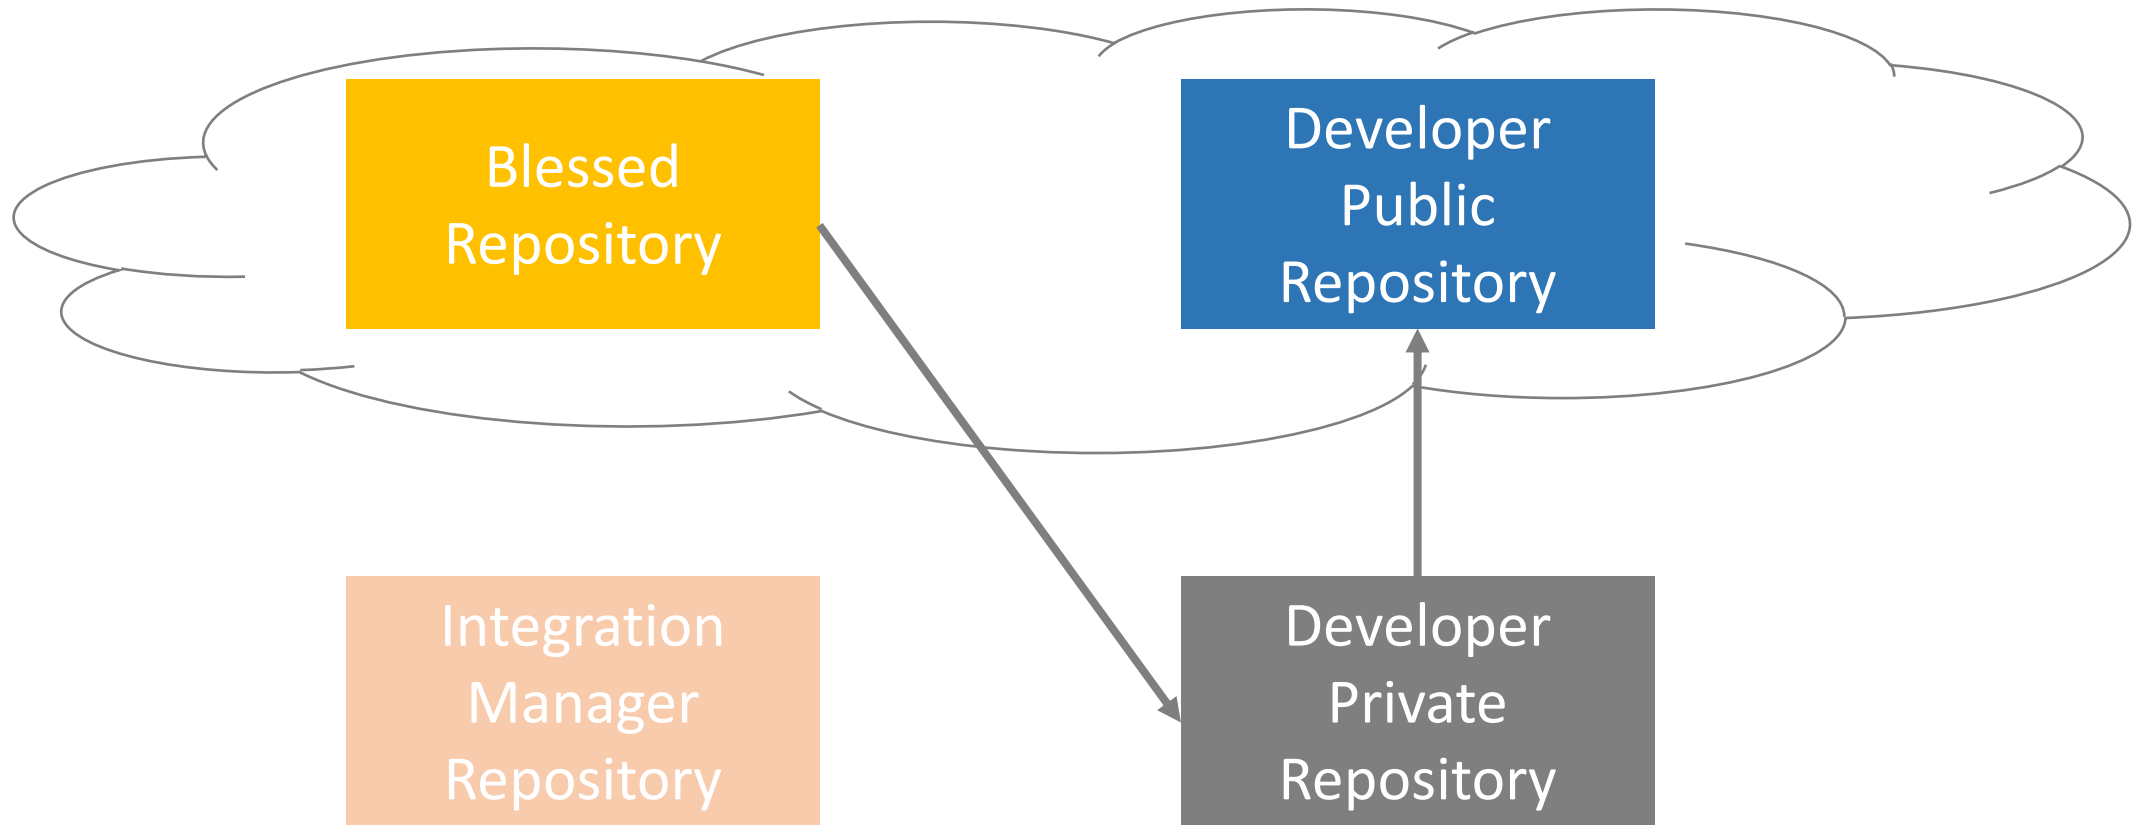 Blessed
Repository
Developer
Public
Repository
Integration
Manager
Repository
Developer
Private
Repository